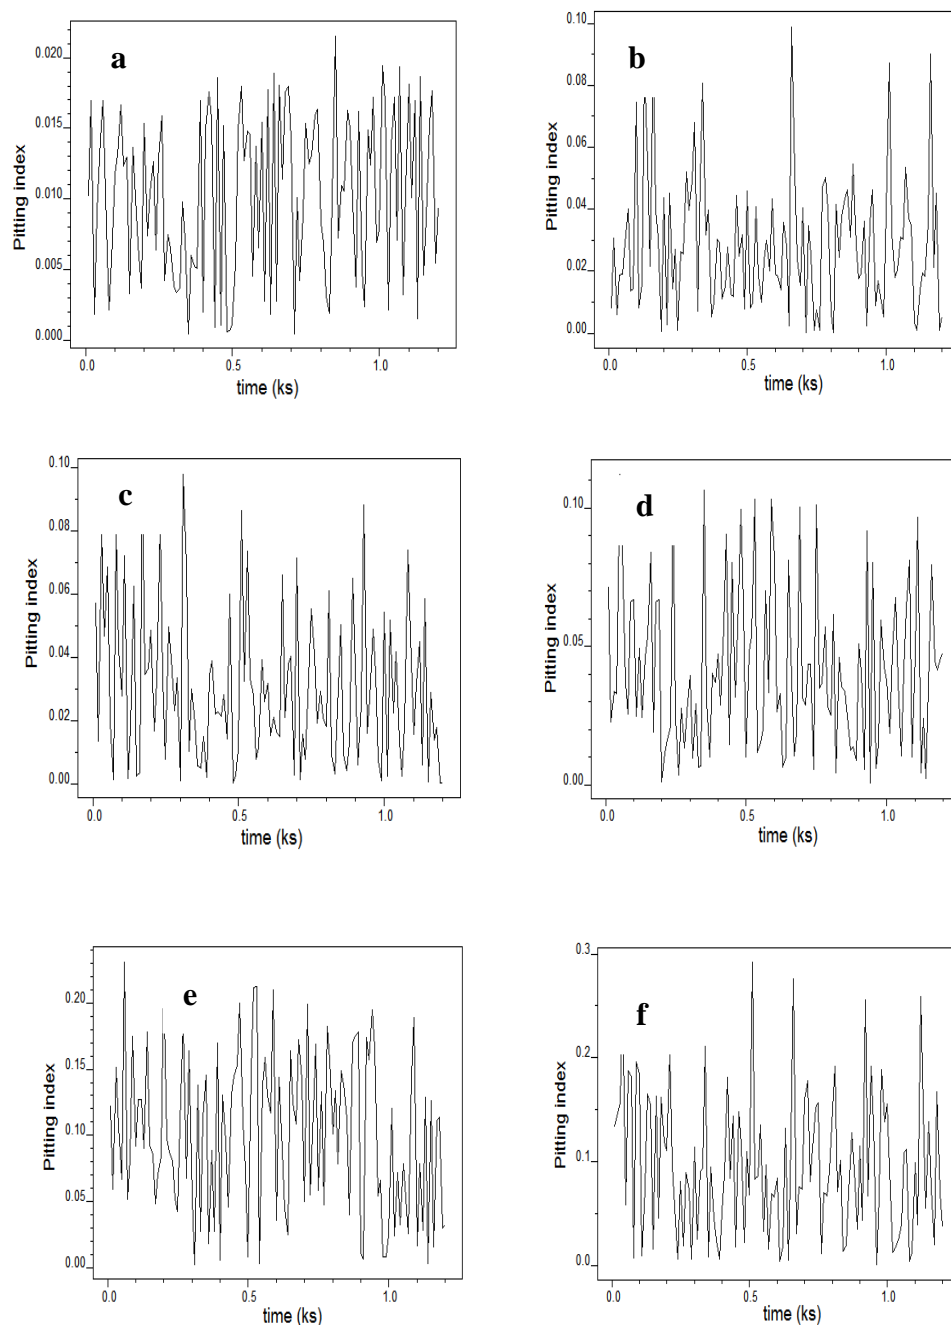 a
0.020
0.015
0.010
0.005
0.000
Pitting index
0.0 0.5 1.0
time (ks)
b
0.10
0.08
0.06
0.04
0.02
0.00
Pitting index
0.0 0.5 1.0
time (ks)
c
0.10
0.08
0.06
0.04
0.02
0.00
Pitting index
0.0 0.5 1.0
time (ks)
d
0.10
0.05
0.00
Pitting index
0.0 0.5 1.0
time (ks)
e
0.20
0.15
0.10
0.05
0.00
Pitting index
0.0 0.5 1.0
time (ks)
f
0.3
0.2
0.1
0.0
Pitting index
0.0 0.5 1.0
time (ks)